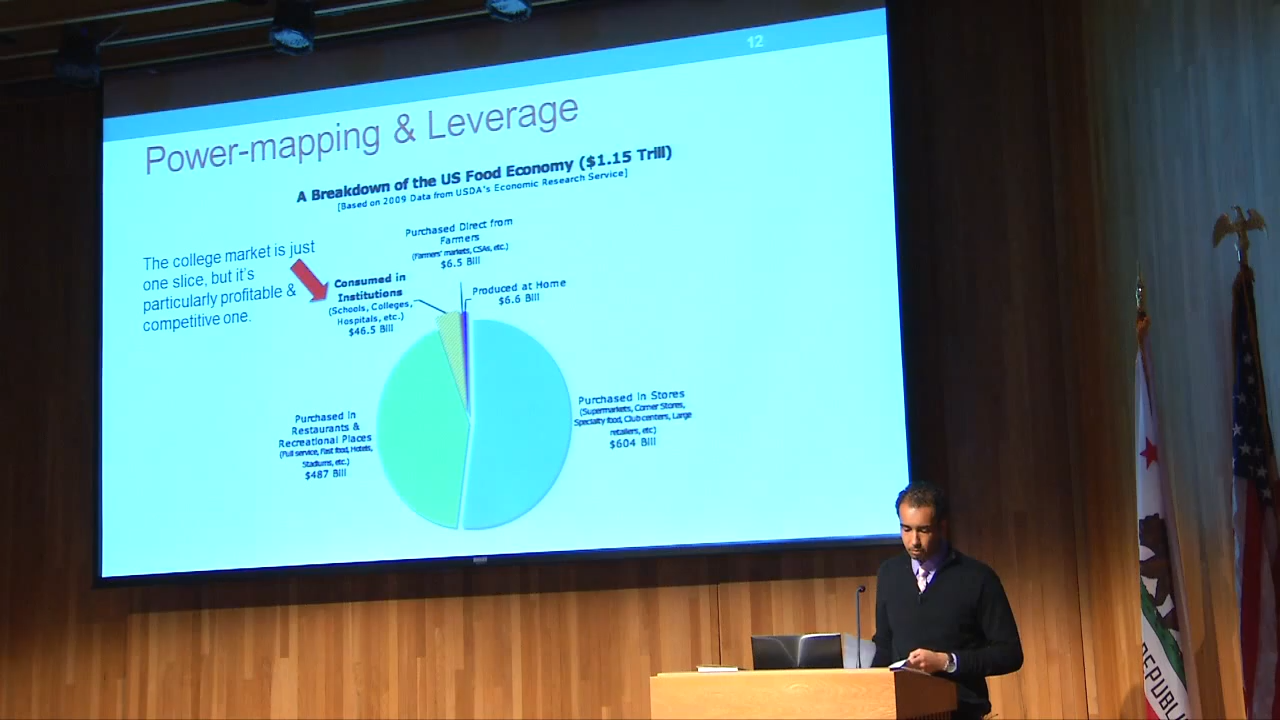 12
Power-mapping & Leverage
A Breakdown of the US Food Economy ($1.15 Trill)
[Based on 2009 Data from USDA's Economic Research Service]
The college market is just
one slice, but it's
particularly profitable &
competitive one.
Purchased Direct from
Farmers
(Farmers' markets, CSAs, etc.)
$6.5 Bill
Consumed in
Institutions
(Schools, Colleges,
Hospitals, etc.)
$46.5 Bill
Produced at Home
$6.6 Bill
Purchased in
Restaurants &
Recreational Places
(Full service, Fast food, Hotels,
Stadiums, etc.)
$487 Bill
Purchased in Stores
(Supermarkets, Corner Stores,
Specialty food, Club centers, Large
retailers, etc)
$604 Bill
REPUBLIC